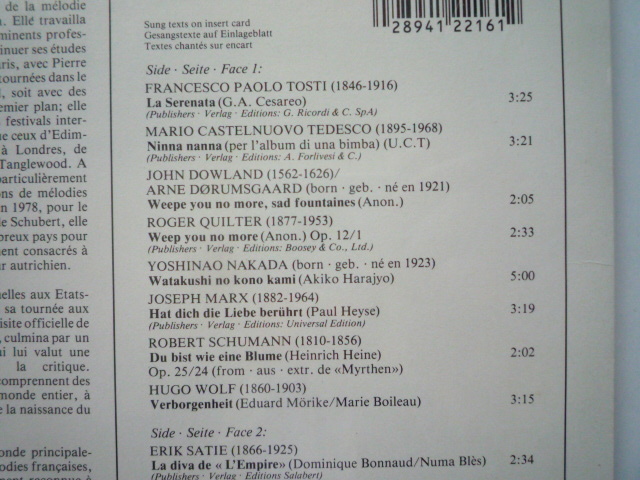 de la mélodie
. Elle travailla
minents profes-
inuer ses études
aris, avec Pierre
tournées dans le
l, soit avec des
emier plan; elle
festivals inter-
ue ceux d'Edim-
à Londres, de
Tanglewood. A
particulièrement
ons de mélodies
n 1978, pour le
de Schubert, elle
breux pays pour
ent consacrés à
r autrichien.
elles aux Etats-
sa tournée aux
isite officielle de
, culmina par un
i lui valut une
la critique.
comprennent des
monde entier, à
e la naissance du
onde principale-
odies françaises,
Sung texts on insert card
Gesangstexte auf Einlageblatt
Textes chantés sur encart
28941 22161
Side · Seite · Face 1:
FRANCESCO PAOLO TOSTI (1846-1916)
La Serenata (G.A. Cesareo) 3:25
(Publishers · Verlag · Editions: G. Ricordi & C. SpA)
MARIO CASTELNUOVO TEDESCO (1895-1968)
Ninna nanna (per l'album di una bimba) (U.C.T) 3:21
(Publishers · Verlag · Editions: A. Forlivesi & C.)
JOHN DOWLAND (1562-1626)/
ARNE DØRUMSGAARD (born · geb. · né en 1921)
Weepe you no more, sad fountaines (Anon.) 2:05
ROGER QUILTER (1877-1953)
Weep you no more (Anon.) Op. 12/1 2:33
(Publishers · Verlag · Editions: Boosey & Co., Ltd.)
YOSHINAO NAKADA (born · geb. · né en 1923)
Watakushi no kono kami (Akiko Harajyo) 5:00
JOSEPH MARX (1882-1964)
Hat dich die Liebe berührt (Paul Heyse) 3:19
(Publishers · Verlag · Editions: Universal Edition)
ROBERT SCHUMANN (1810-1856)
Du bist wie eine Blume (Heinrich Heine) 2:02
Op. 25/24 (from · aus · extr. de «Myrthen»)
HUGO WOLF (1860-1903)
Verborgenheit (Eduard Mörike/Marie Boileau) 3:15
Side · Seite · Face 2:
ERIK SATIE (1866-1925)
La diva de « L'Empire» (Dominique Bonnaud/Numa Blès) 2:34
(Publishers · Verlag · Editions Salabert)